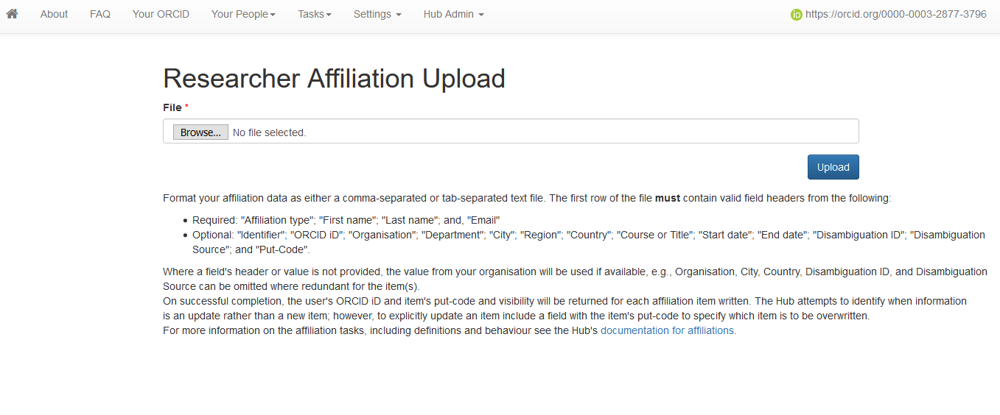 About FAQ Your ORCID Your People Tasks Settings Hub Admin https://orcid.org/0000-0003-2877-3796
Researcher Affiliation Upload
File *
Browse... No file selected.
Upload
Format your affiliation data as either a comma-separated or tab-separated text file. The first row of the file must contain valid field headers from the following:
Required: "Affiliation type"; "First name"; "Last name"; and, "Email"
Optional: "Identifier"; "ORCID iD"; "Organisation"; "Department"; "City"; "Region"; "Country"; "Course or Title"; "Start date"; "End date"; "Disambiguation ID"; "Disambiguation
Source"; and "Put-Code".
Where a field's header or value is not provided, the value from your organisation will be used if available, e.g., Organisation, City, Country, Disambiguation ID, and Disambiguation
Source can be omitted where redundant for the item(s).
On successful completion, the user's ORCID iD and item's put-code and visibility will be returned for each affiliation item written. The Hub attempts to identify when information
is an update rather than a new item; however, to explicitly update an item include a field with the item's put-code to specify which item is to be overwritten.
For more information on the affiliation tasks, including definitions and behaviour see the Hub's documentation for affiliations.